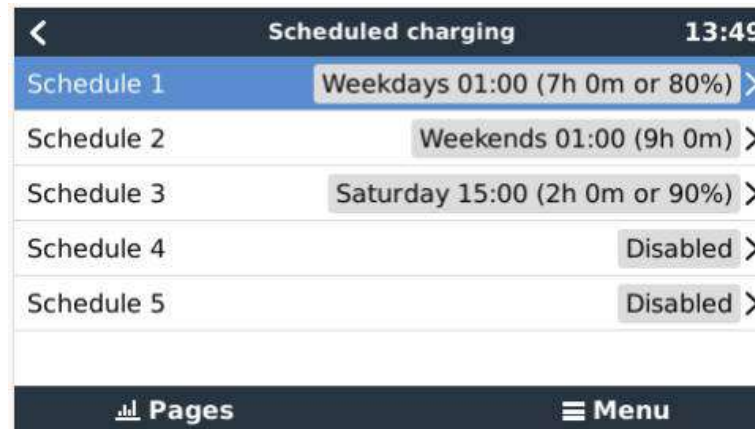 Scheduled charging 13:49
Schedule 1 Weekdays 01:00 (7h 0m or 80%)
Schedule 2 Weekends 01:00 (9h 0m)
Schedule 3 Saturday 15:00 (2h 0m or 90%)
Schedule 4 Disabled
Schedule 5 Disabled
Pages Menu